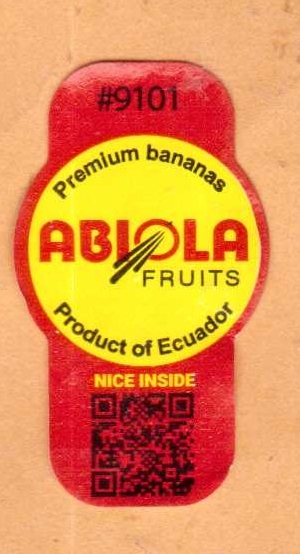 #9101
Premium bananas
ABIOLA
FRUITS
Product of Ecuador
NICE INSIDE